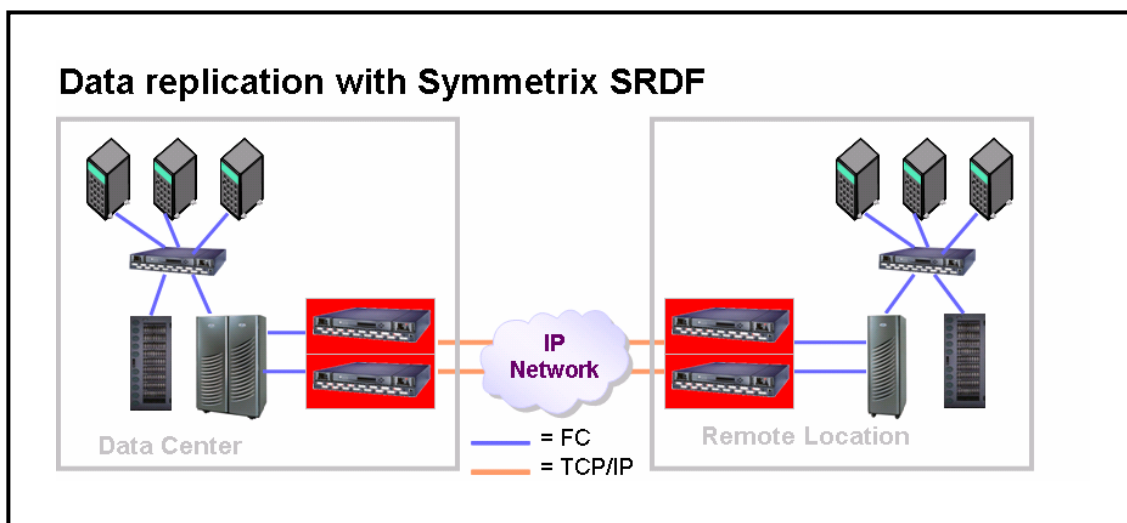 Data replication with Symmetrix SRDF
IP
Network
Data Center
Remote Location
= FC
= TCP/IP